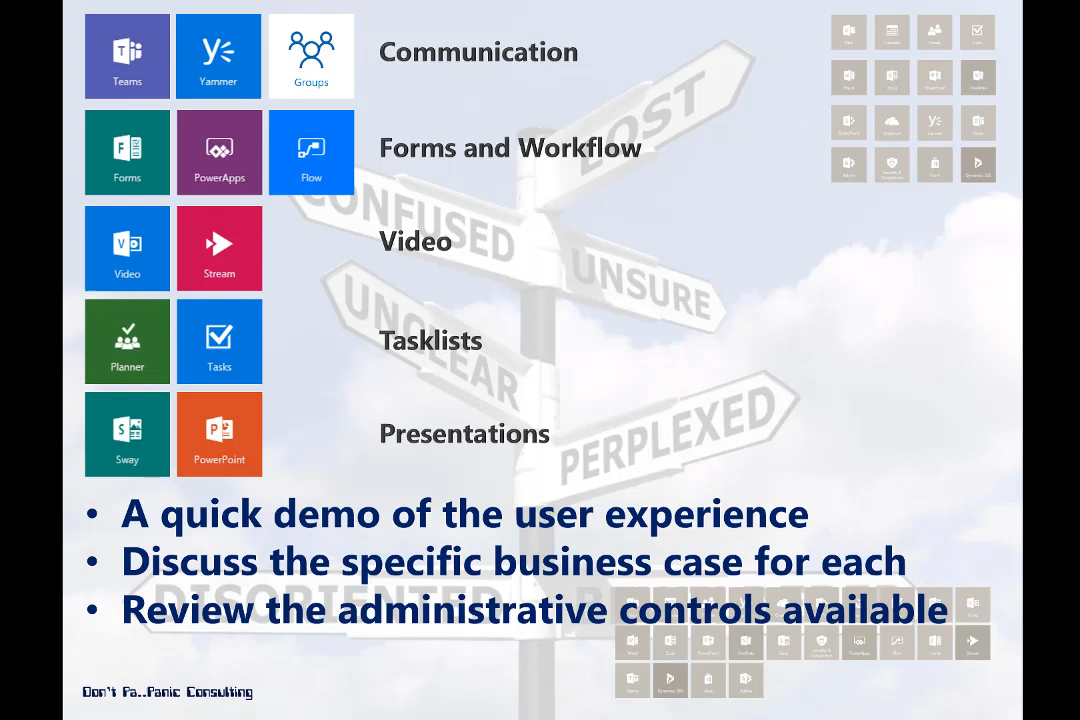 Teams Yammer Groups Communication
Forms PowerApps Flow Forms and Workflow
Video Stream Video
Planner Tasks Tasklists
Sway PowerPoint Presentations
LOST
CONFUSED
UNSURE
UNCLEAR
PERPLEXED
DISORIENTED
• A quick demo of the user experience
• Discuss the specific business case for each
• Review the administrative controls available
Don't Pa..Panic Consulting